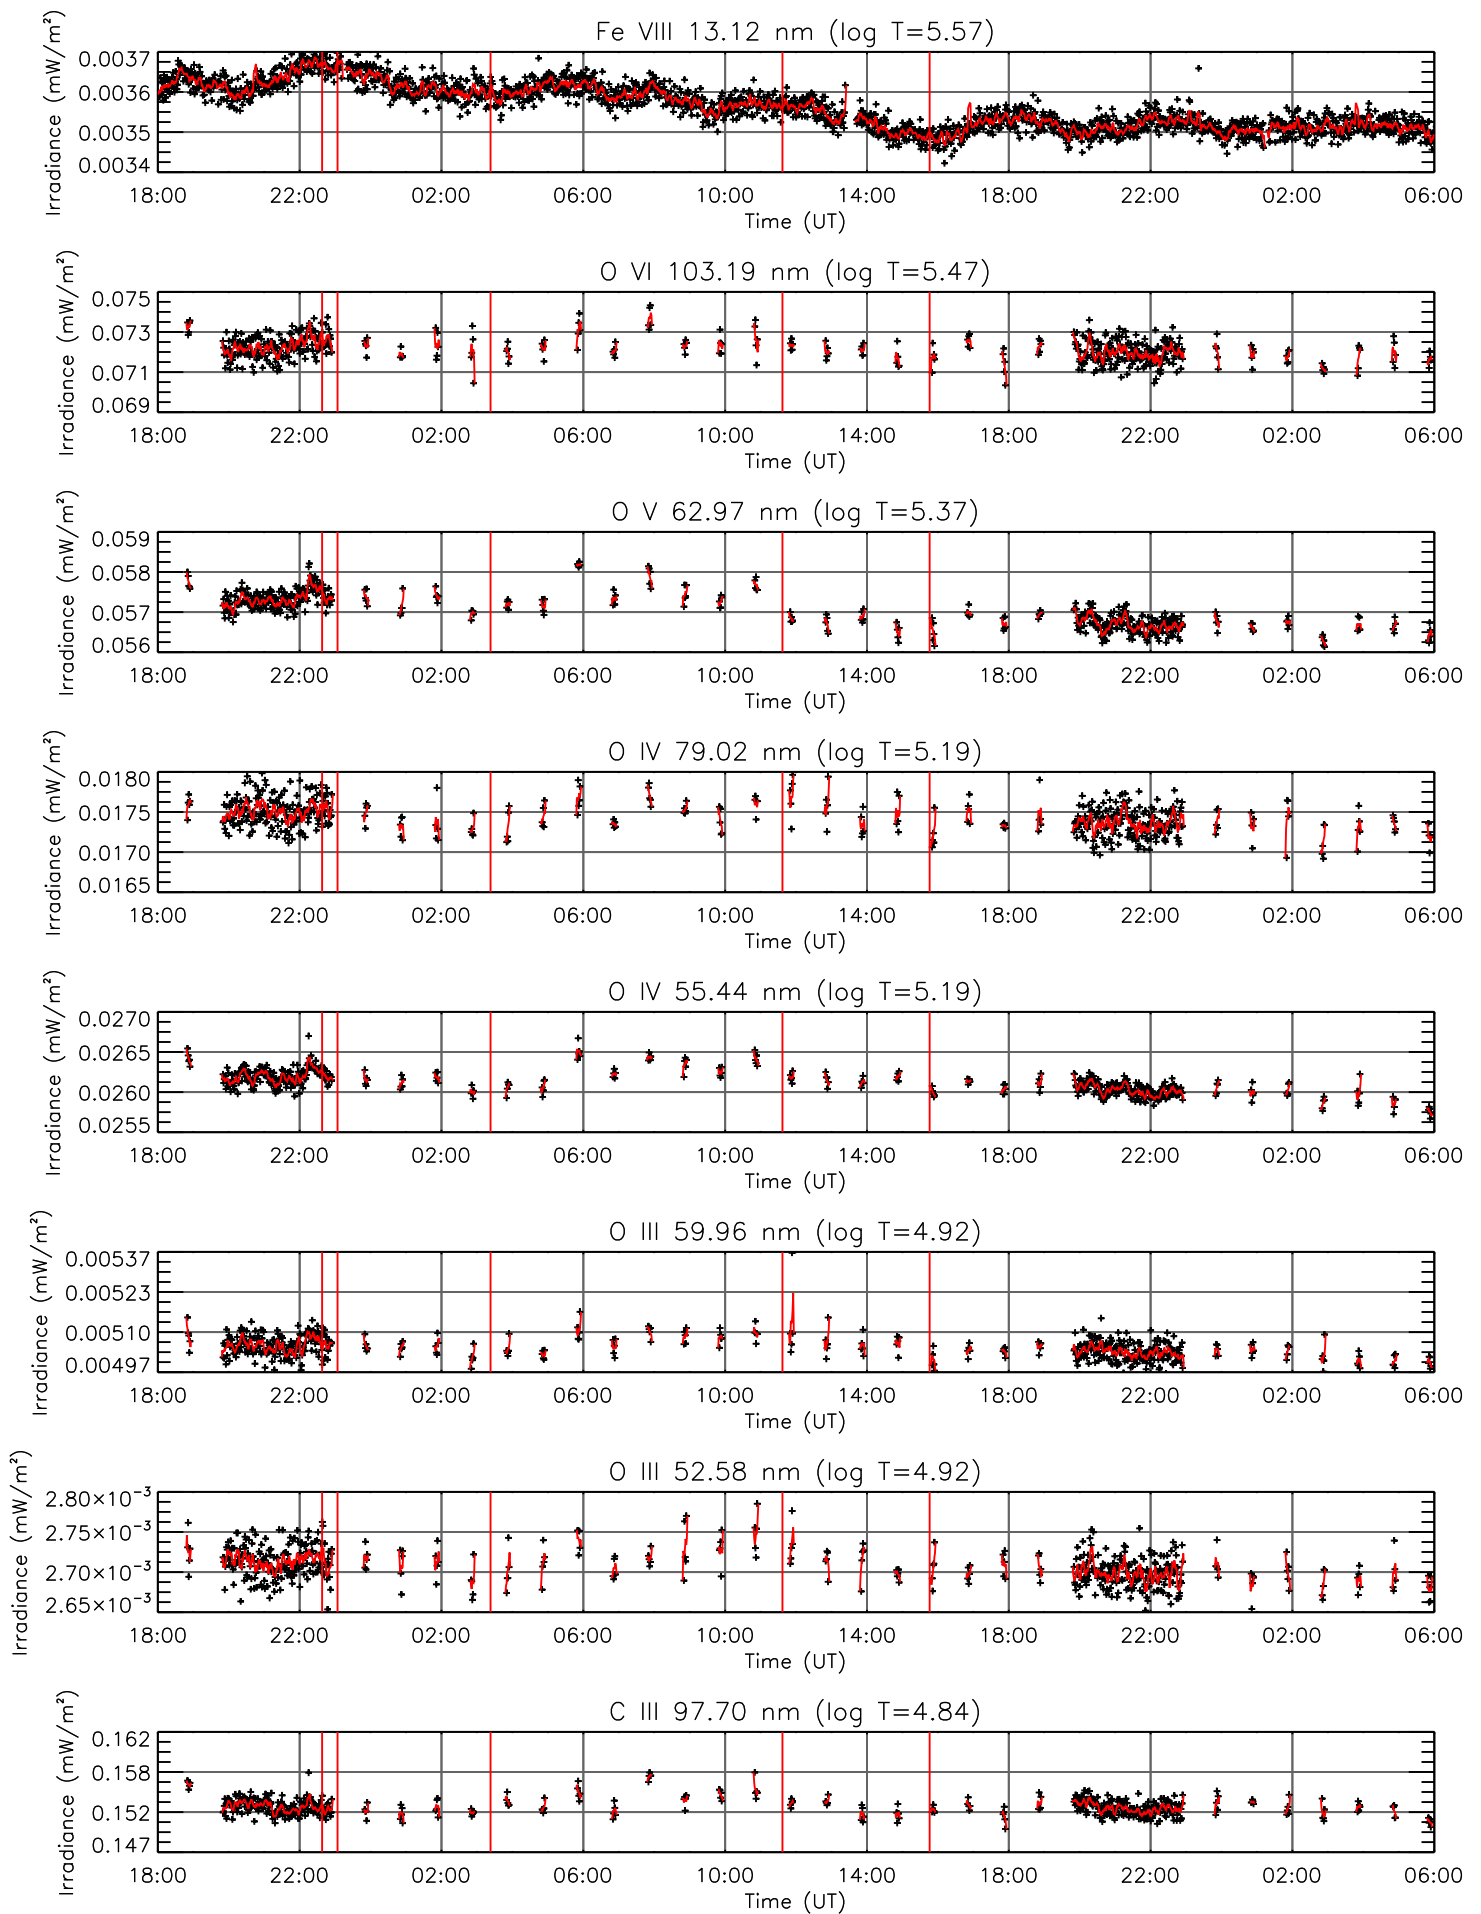 Fe VIII 13.12 nm (log T=5.57)
Irradiance (mW/m²)
0.0037
0.0036
0.0035
0.0034
18:00 22:00 02:00 06:00 10:00 14:00 18:00 22:00 02:00 06:00
Time (UT)
O VI 103.19 nm (log T=5.47)
Irradiance (mW/m²)
0.075
0.073
0.071
0.069
18:00 22:00 02:00 06:00 10:00 14:00 18:00 22:00 02:00 06:00
Time (UT)
O V 62.97 nm (log T=5.37)
Irradiance (mW/m²)
0.059
0.058
0.057
0.056
18:00 22:00 02:00 06:00 10:00 14:00 18:00 22:00 02:00 06:00
Time (UT)
O IV 79.02 nm (log T=5.19)
Irradiance (mW/m²)
0.0180
0.0175
0.0170
0.0165
18:00 22:00 02:00 06:00 10:00 14:00 18:00 22:00 02:00 06:00
Time (UT)
O IV 55.44 nm (log T=5.19)
Irradiance (mW/m²)
0.0270
0.0265
0.0260
0.0255
18:00 22:00 02:00 06:00 10:00 14:00 18:00 22:00 02:00 06:00
Time (UT)
O III 59.96 nm (log T=4.92)
Irradiance (mW/m²)
0.00537
0.00523
0.00510
0.00497
18:00 22:00 02:00 06:00 10:00 14:00 18:00 22:00 02:00 06:00
Time (UT)
O III 52.58 nm (log T=4.92)
Irradiance (mW/m²)
2.80×10⁻³
2.75×10⁻³
2.70×10⁻³
2.65×10⁻³
18:00 22:00 02:00 06:00 10:00 14:00 18:00 22:00 02:00 06:00
Time (UT)
C III 97.70 nm (log T=4.84)
Irradiance (mW/m²)
0.162
0.158
0.152
0.147
18:00 22:00 02:00 06:00 10:00 14:00 18:00 22:00 02:00 06:00
Time (UT)